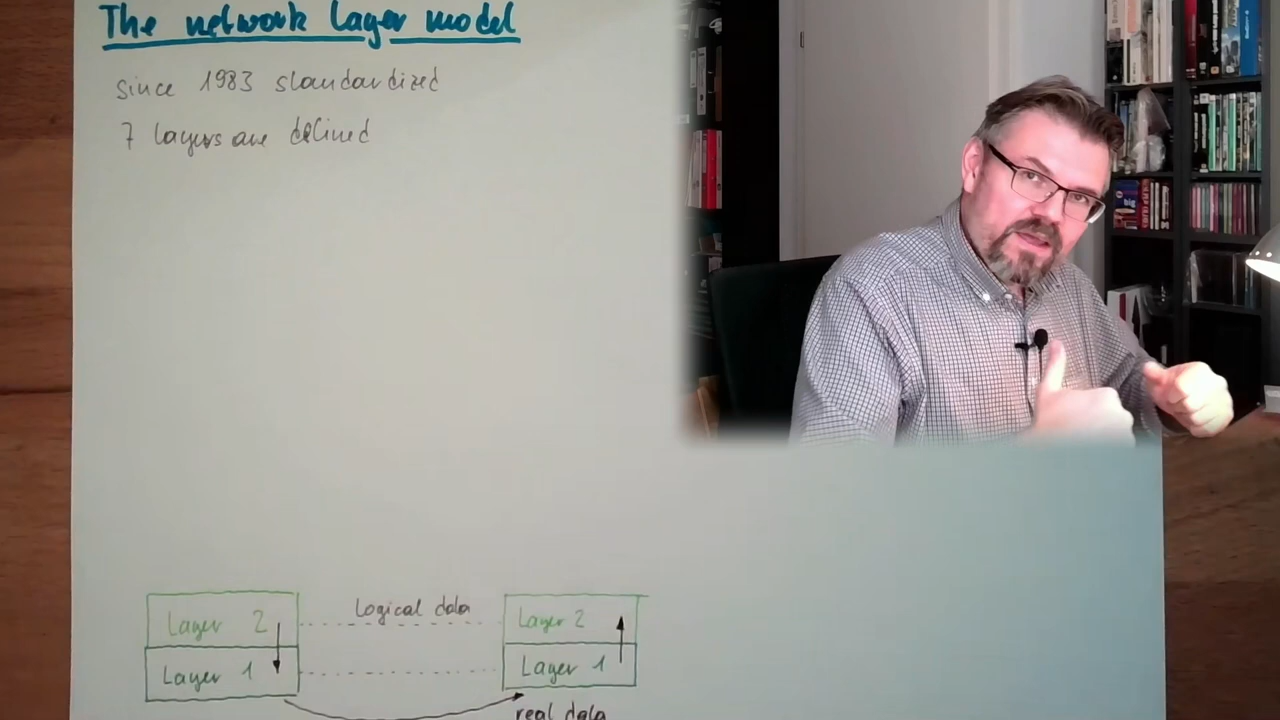 The network layer model
since 1983 standardized
7 layers are defined
Layer 2
Logical data
Layer 2
Layer 1
Layer 1
real data
big